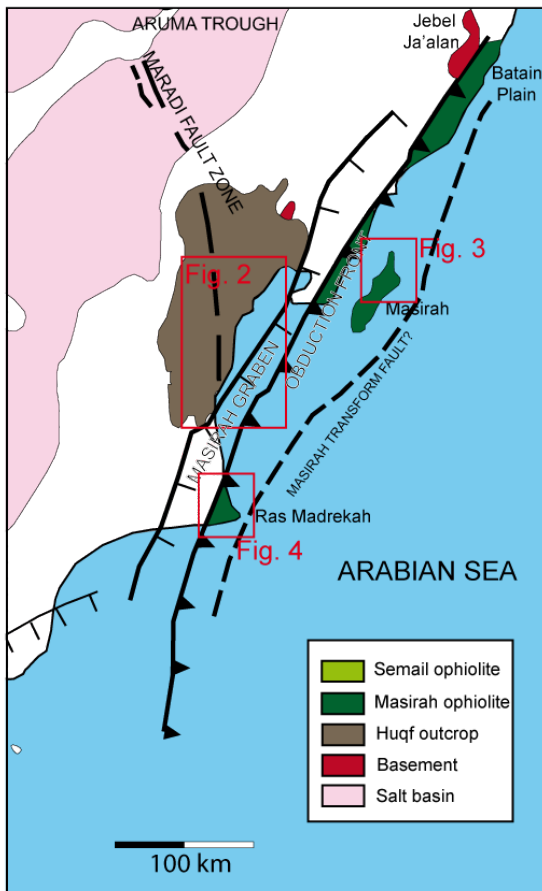 ARUMA TROUGH
Jebel
Ja'alan
Batain
Plain
MARADI FAULT ZONE
Fig. 2
Fig. 3
Masirah
OBDUCTION FRONT
MASIRAH GRABEN
MASIRAH TRANSFORM FAULT?
Ras Madrekah
Fig. 4
ARABIAN SEA
Semail ophiolite
Masirah ophiolite
Huqf outcrop
Basement
Salt basin
100 km